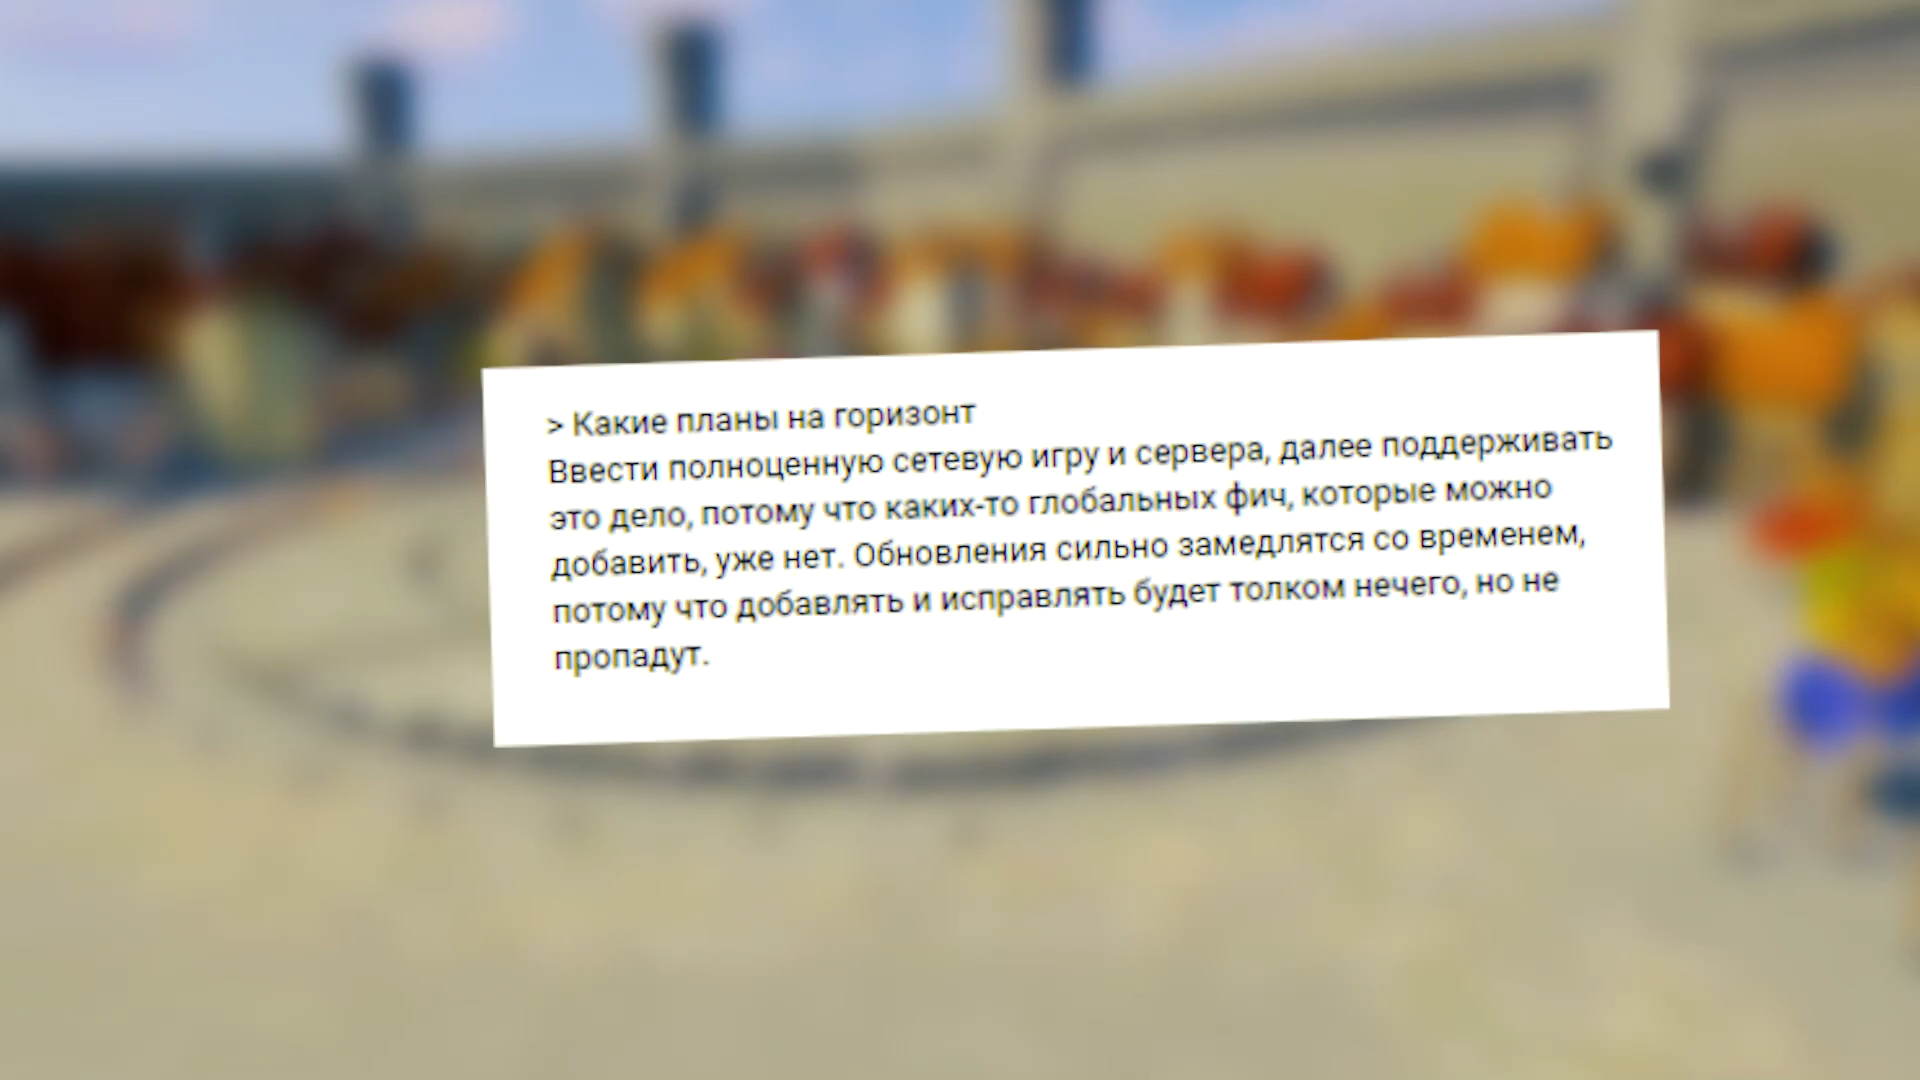 > Какие планы на горизонт
Ввести полноценную сетевую игру и сервера, далее поддерживать
это дело, потому что каких-то глобальных фич, которые можно
добавить, уже нет. Обновления сильно замедлятся со временем,
потому что добавлять и исправлять будет толком нечего, но не
пропадут.